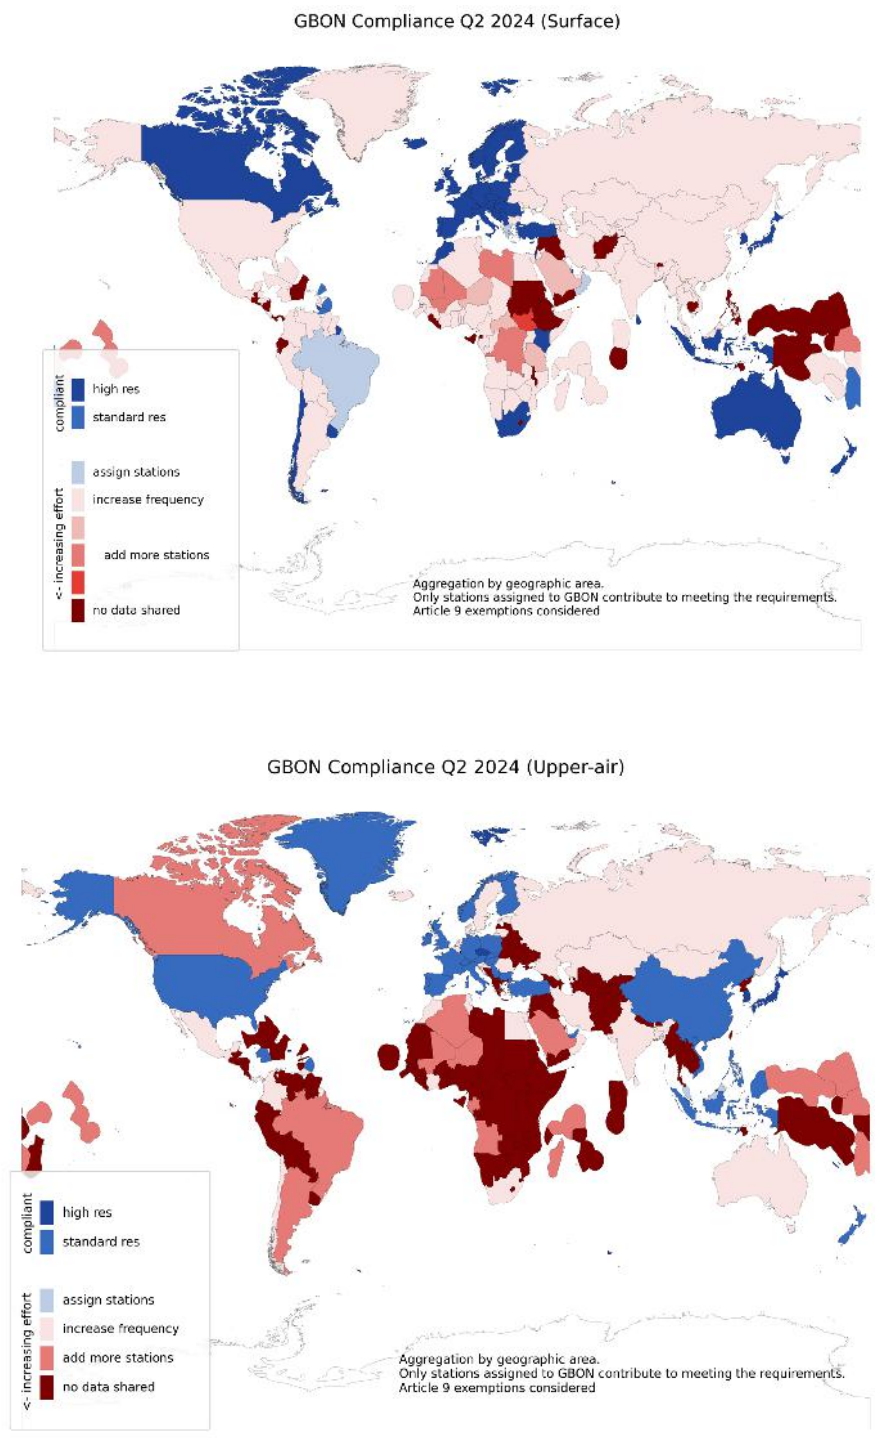 GBON Compliance Q2 2024 (Surface)
compliant
high res
standard res
<- increasing effort
assign stations
increase frequency
add more stations
no data shared
Aggregation by geographic area.
Only stations assigned to GBON contribute to meeting the requirements.
Article 9 exemptions considered
GBON Compliance Q2 2024 (Upper-air)
compliant
high res
standard res
<- increasing effort
assign stations
increase frequency
add more stations
no data shared
Aggregation by geographic area.
Only stations assigned to GBON contribute to meeting the requirements.
Article 9 exemptions considered